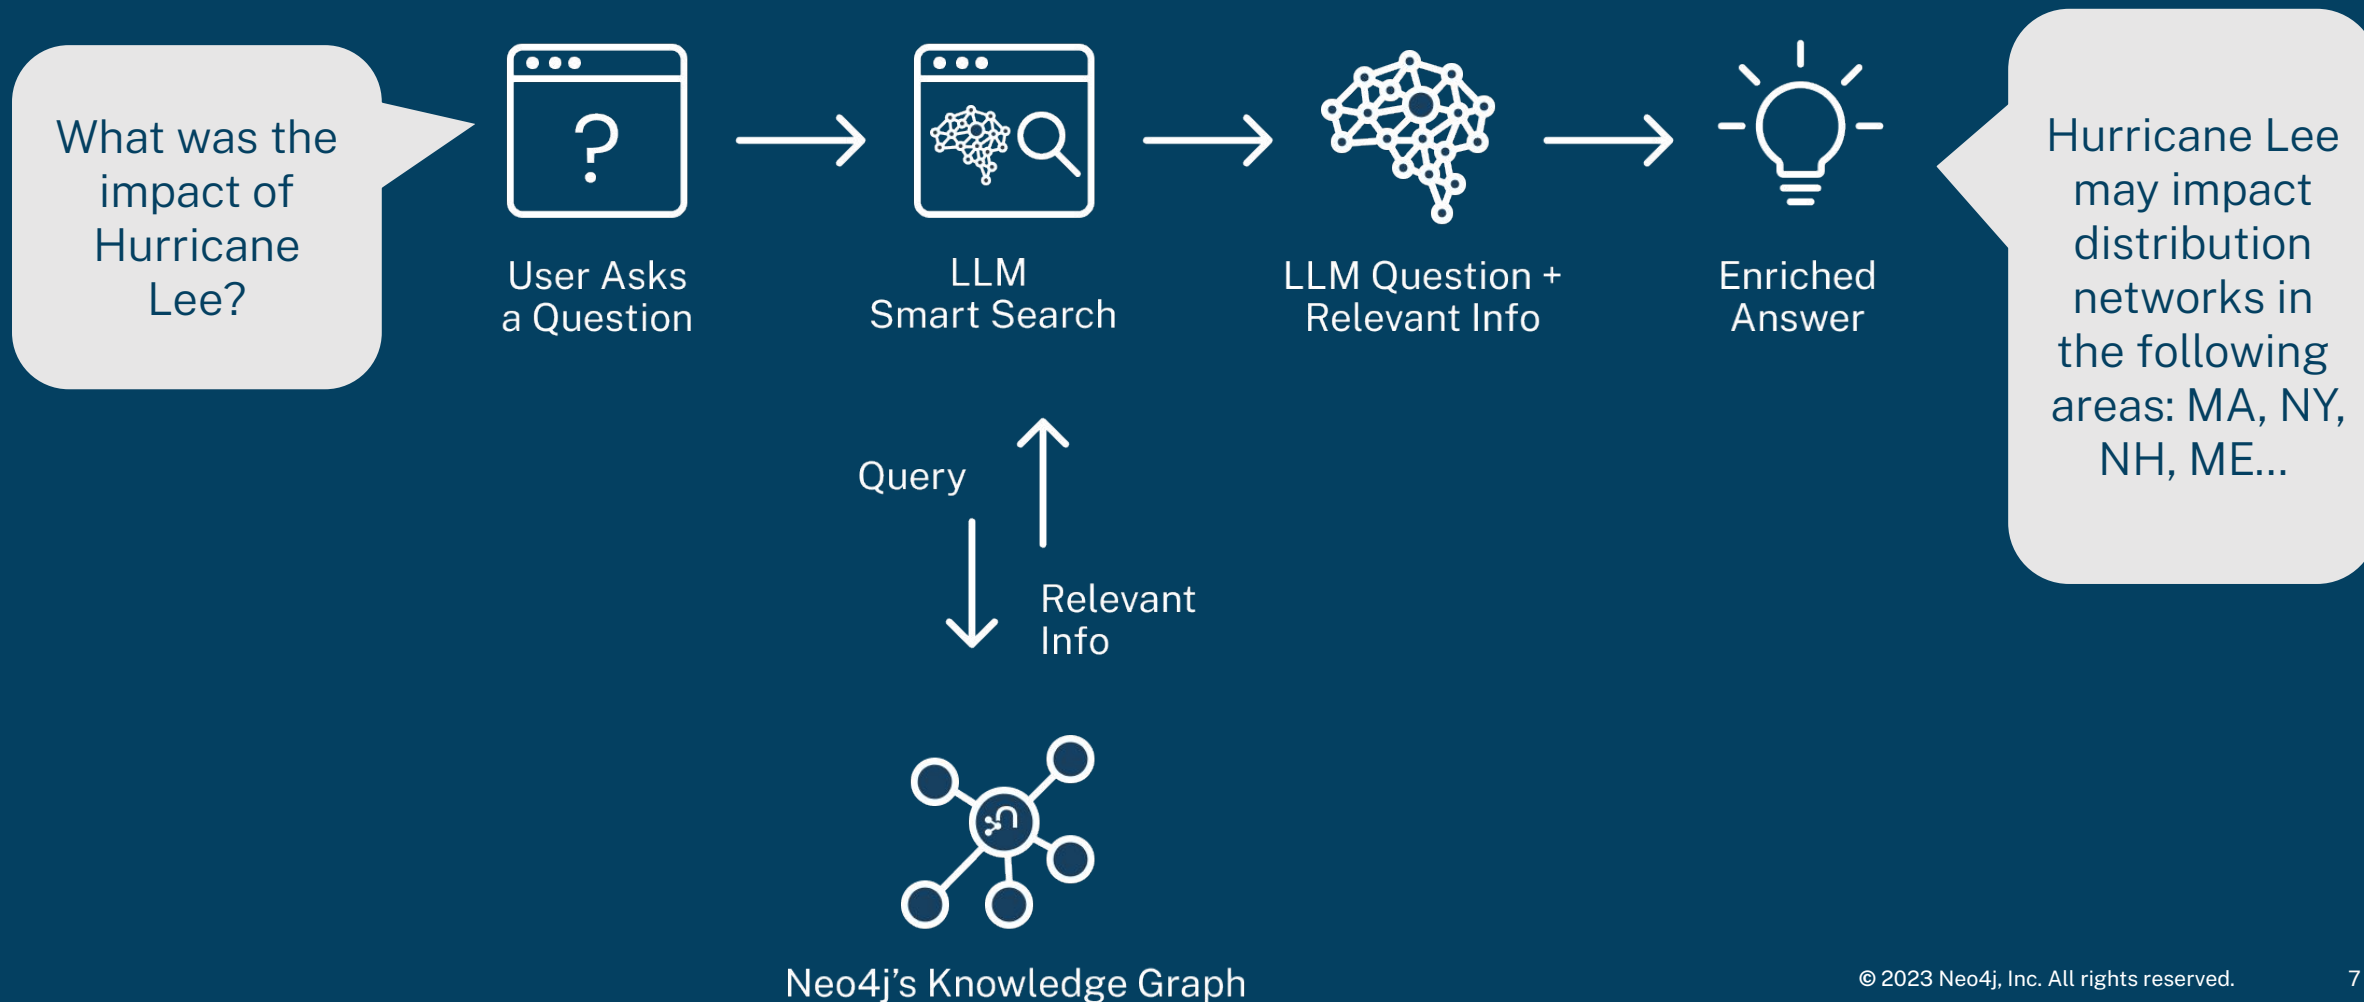 What was the
impact of
Hurricane
Lee?
?
User Asks
a Question
LLM
Smart Search
LLM Question +
Relevant Info
Enriched
Answer
Hurricane Lee
may impact
distribution
networks in
the following
areas: MA, NY,
NH, ME...
Query
Relevant
Info
Neo4j’s Knowledge Graph
© 2023 Neo4j, Inc. All rights reserved.
7